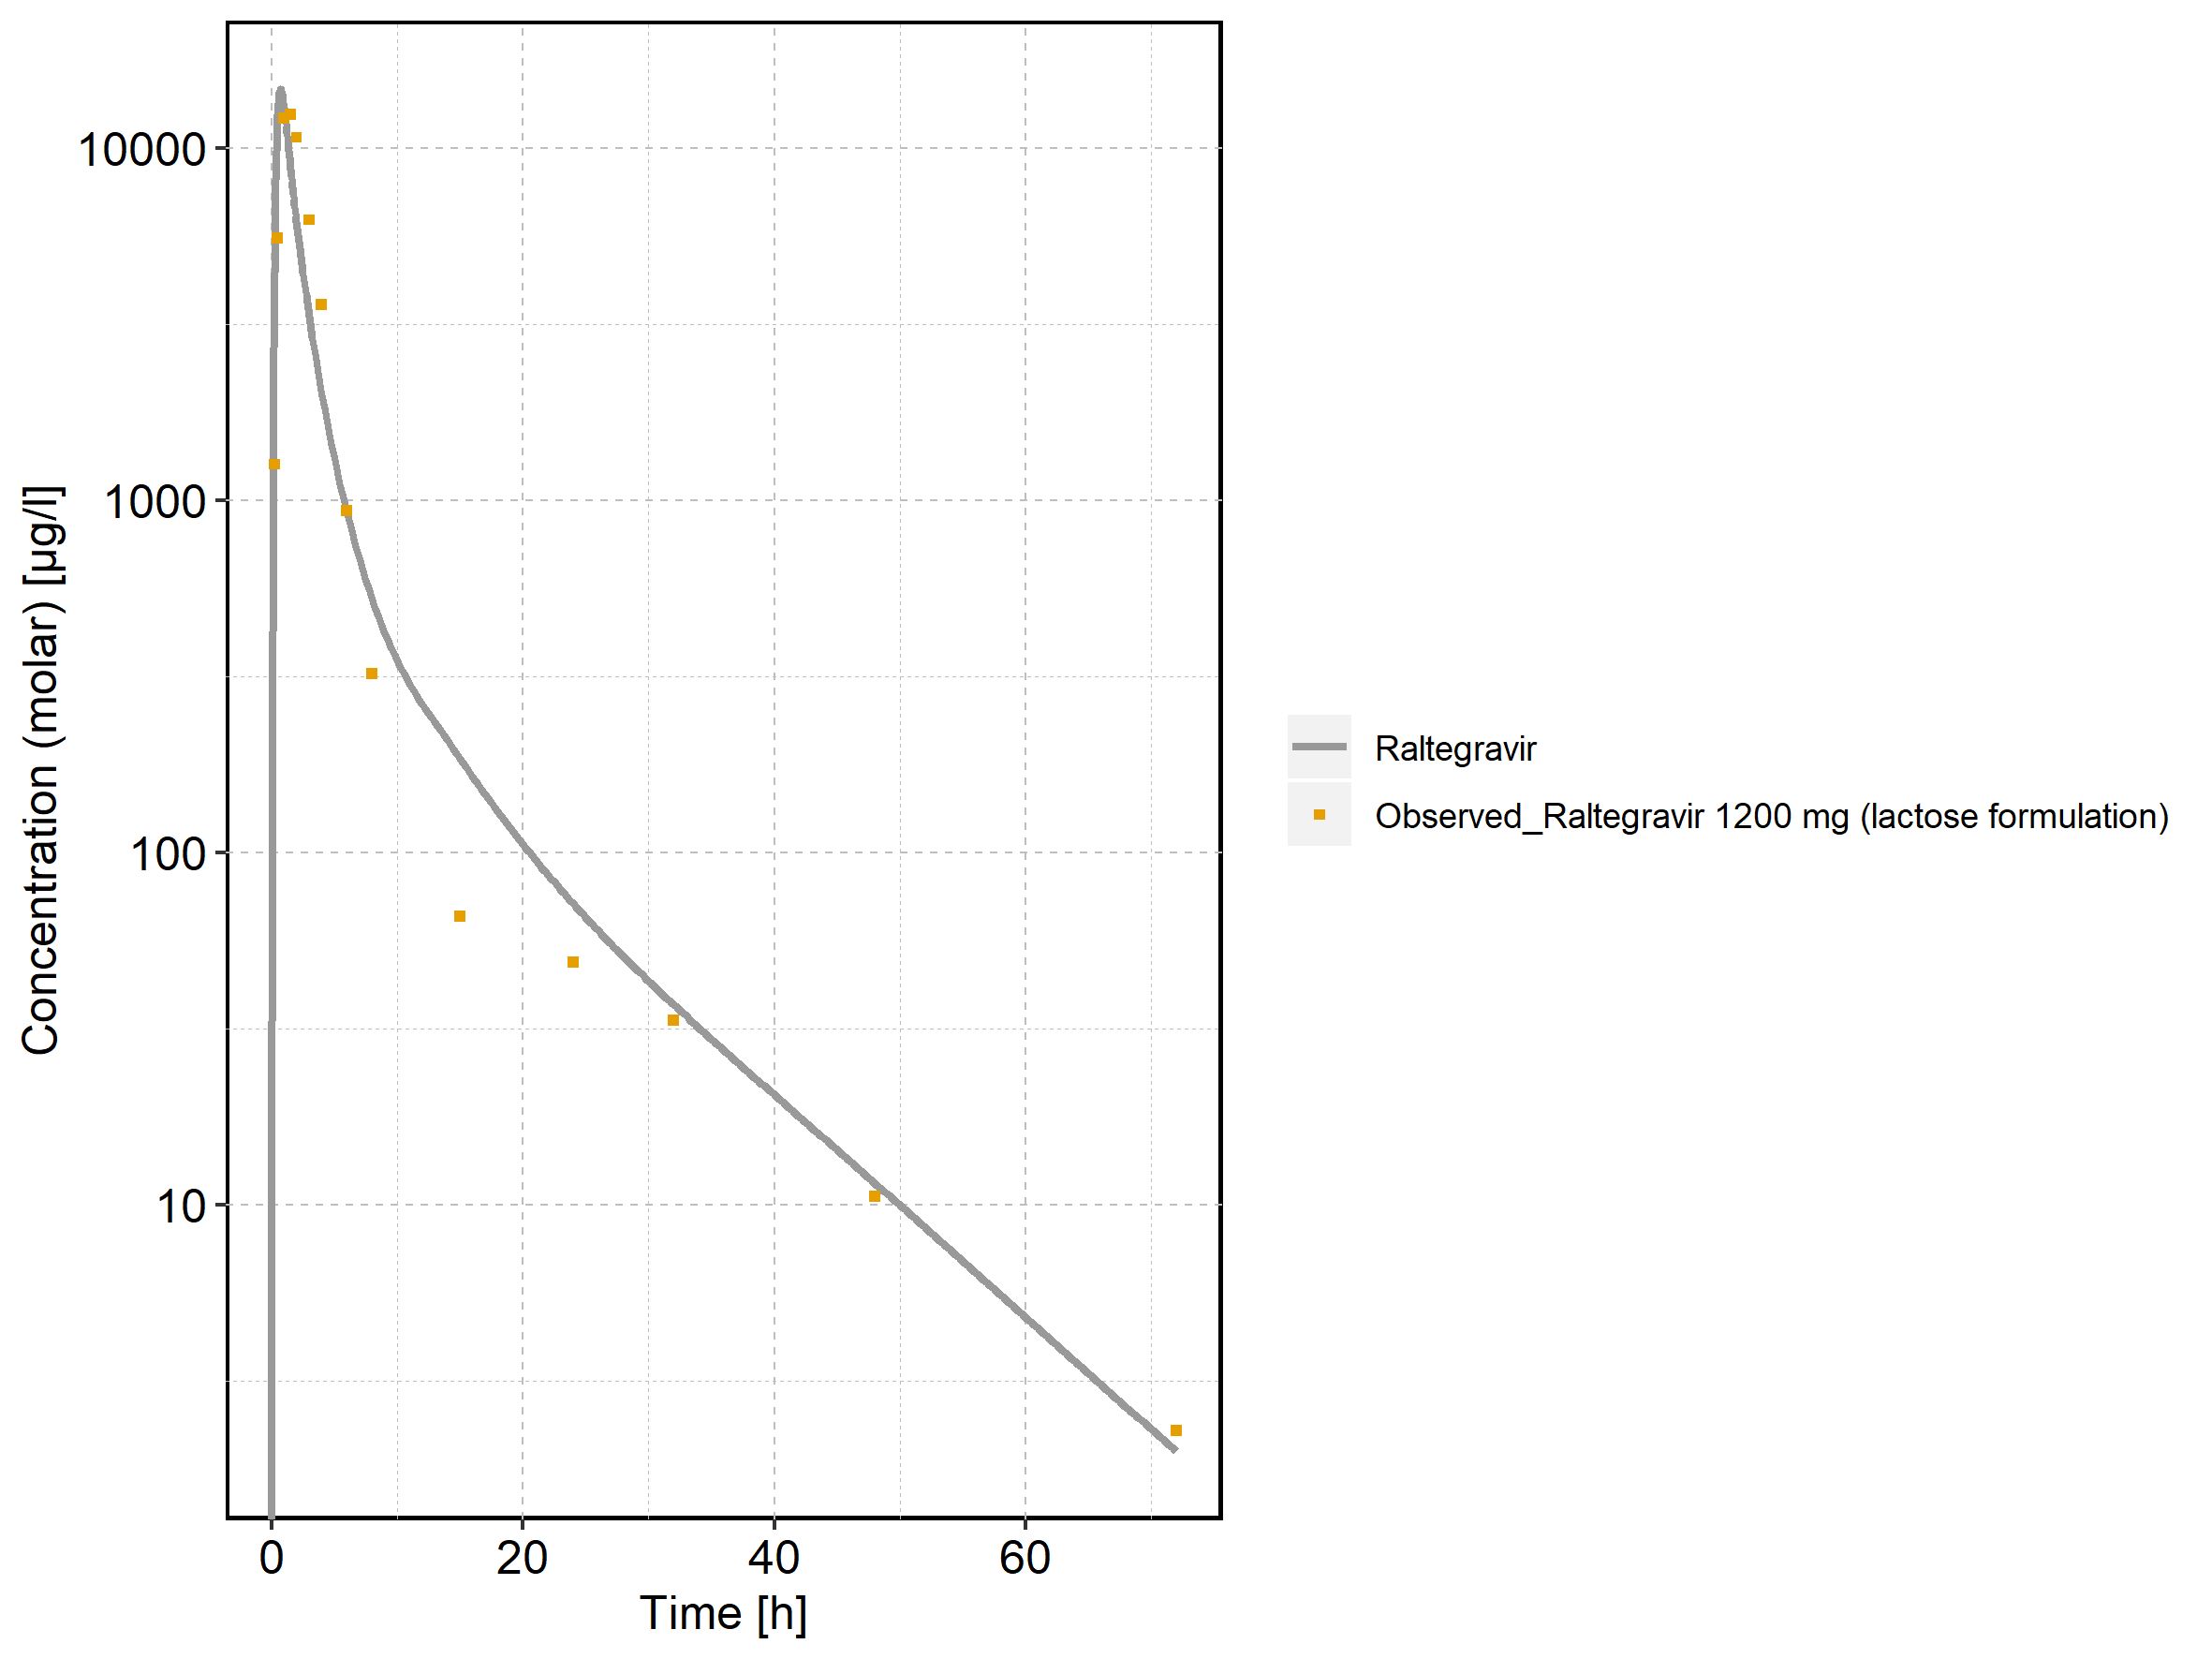 Concentration (molar) [µg/l]
10000
1000
100
10
0 20 40 60
Time [h]
Raltegravir
Observed_Raltegravir 1200 mg (lactose formulation)